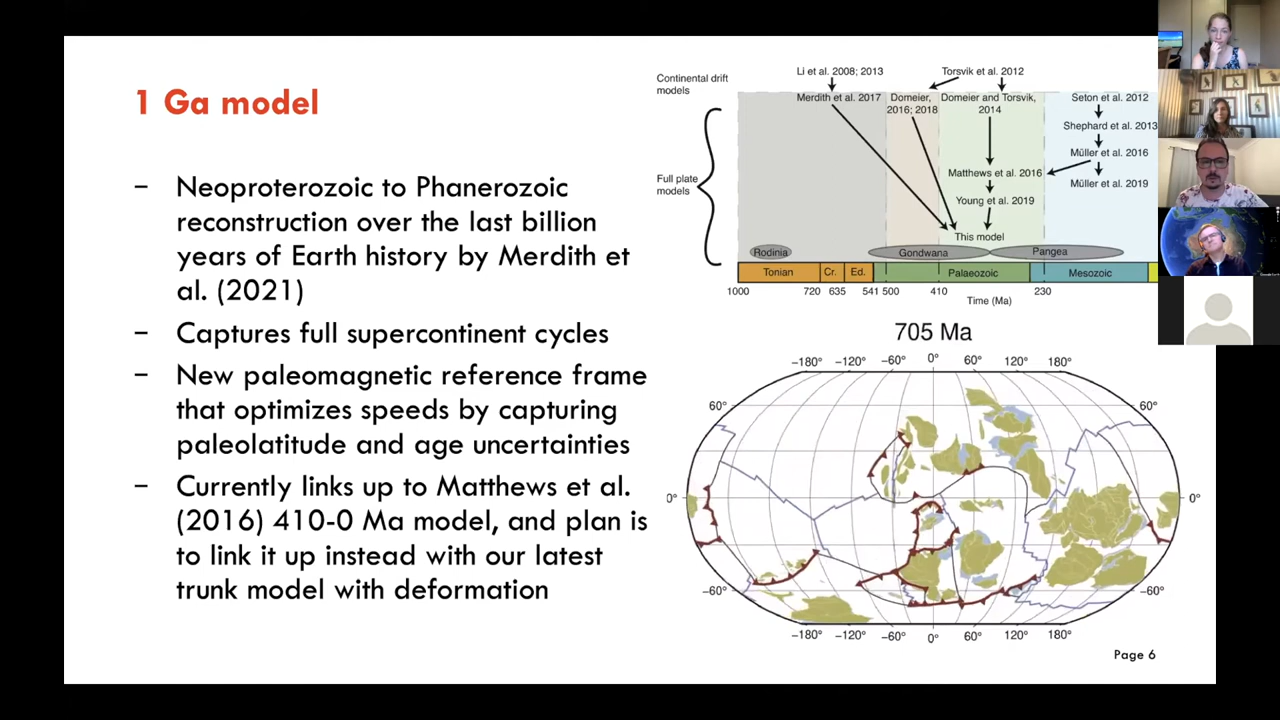 1 Ga model
– Neoproterozoic to Phanerozoic
reconstruction over the last billion
years of Earth history by Merdith et
al. (2021)
– Captures full supercontinent cycles
– New paleomagnetic reference frame
that optimizes speeds by capturing
paleolatitude and age uncertainties
– Currently links up to Matthews et al.
(2016) 410-0 Ma model, and plan is
to link it up instead with our latest
trunk model with deformation
Continental drift
models
Li et al. 2008; 2013
Torsvik et al. 2012
Merdith et al. 2017
Domeier,
2016; 2018
Domeier and Torsvik,
2014
Seton et al. 2012
Shephard et al. 2013
Müller et al. 2016
Full plate
models
Matthews et al. 2016
Müller et al. 2019
Young et al. 2019
This model
Rodinia
Gondwana
Pangea
Tonian
Cr.
Ed.
Palaeozoic
Mesozoic
1000 720 635 541 500 410 230
Time (Ma)
705 Ma
−180° −120° −60° 0° 60° 120° 180°
60° 60°
0° 0°
−60° −60°
−180° −120° −60° 0° 60° 120° 180°
Page 6